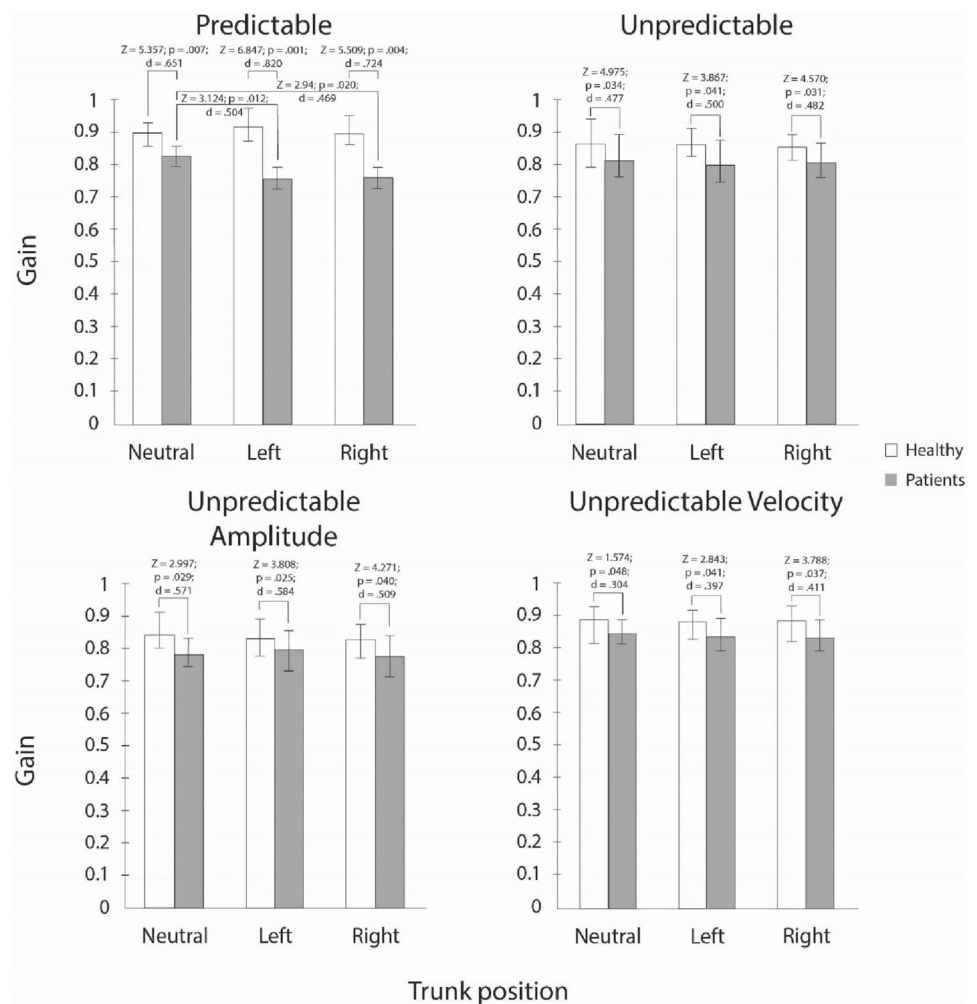 Predictable
Z = 5.357; p = .007; Z = 6.847; p = .001; Z = 5.509; p = .004;
d = .651 d = .820 d = .724
Z = 2.94; p = .020;
Z = 3.124; p = .012; d = .469
d = .504
1
0.9
0.8
0.7
0.6
0.5
0.4
0.3
0.2
0.1
0
Gain
Neutral Left Right
Unpredictable
Z = 4.975; Z = 3.867; Z = 4.570;
p = .034; p = .041; p = .031;
d = .477 d = .500 d = .482
1
0.9
0.8
0.7
0.6
0.5
0.4
0.3
0.2
0.1
0
Neutral Left Right
Healthy
Patients
Unpredictable
Amplitude
Z = 2.997; Z = 3.808; Z = 4.271;
p = .029; p = .025; p = .040;
d = .571 d = .584 d = .509
1
0.9
0.8
0.7
0.6
0.5
0.4
0.3
0.2
0.1
0
Gain
Neutral Left Right
Unpredictable Velocity
Z = 1.574; Z = 2.843; Z = 3.788;
p = .048; p = .041; p = .037;
d = .304 d = .397 d = .411
1
0.9
0.8
0.7
0.6
0.5
0.4
0.3
0.2
0.1
0
Neutral Left Right
Trunk position